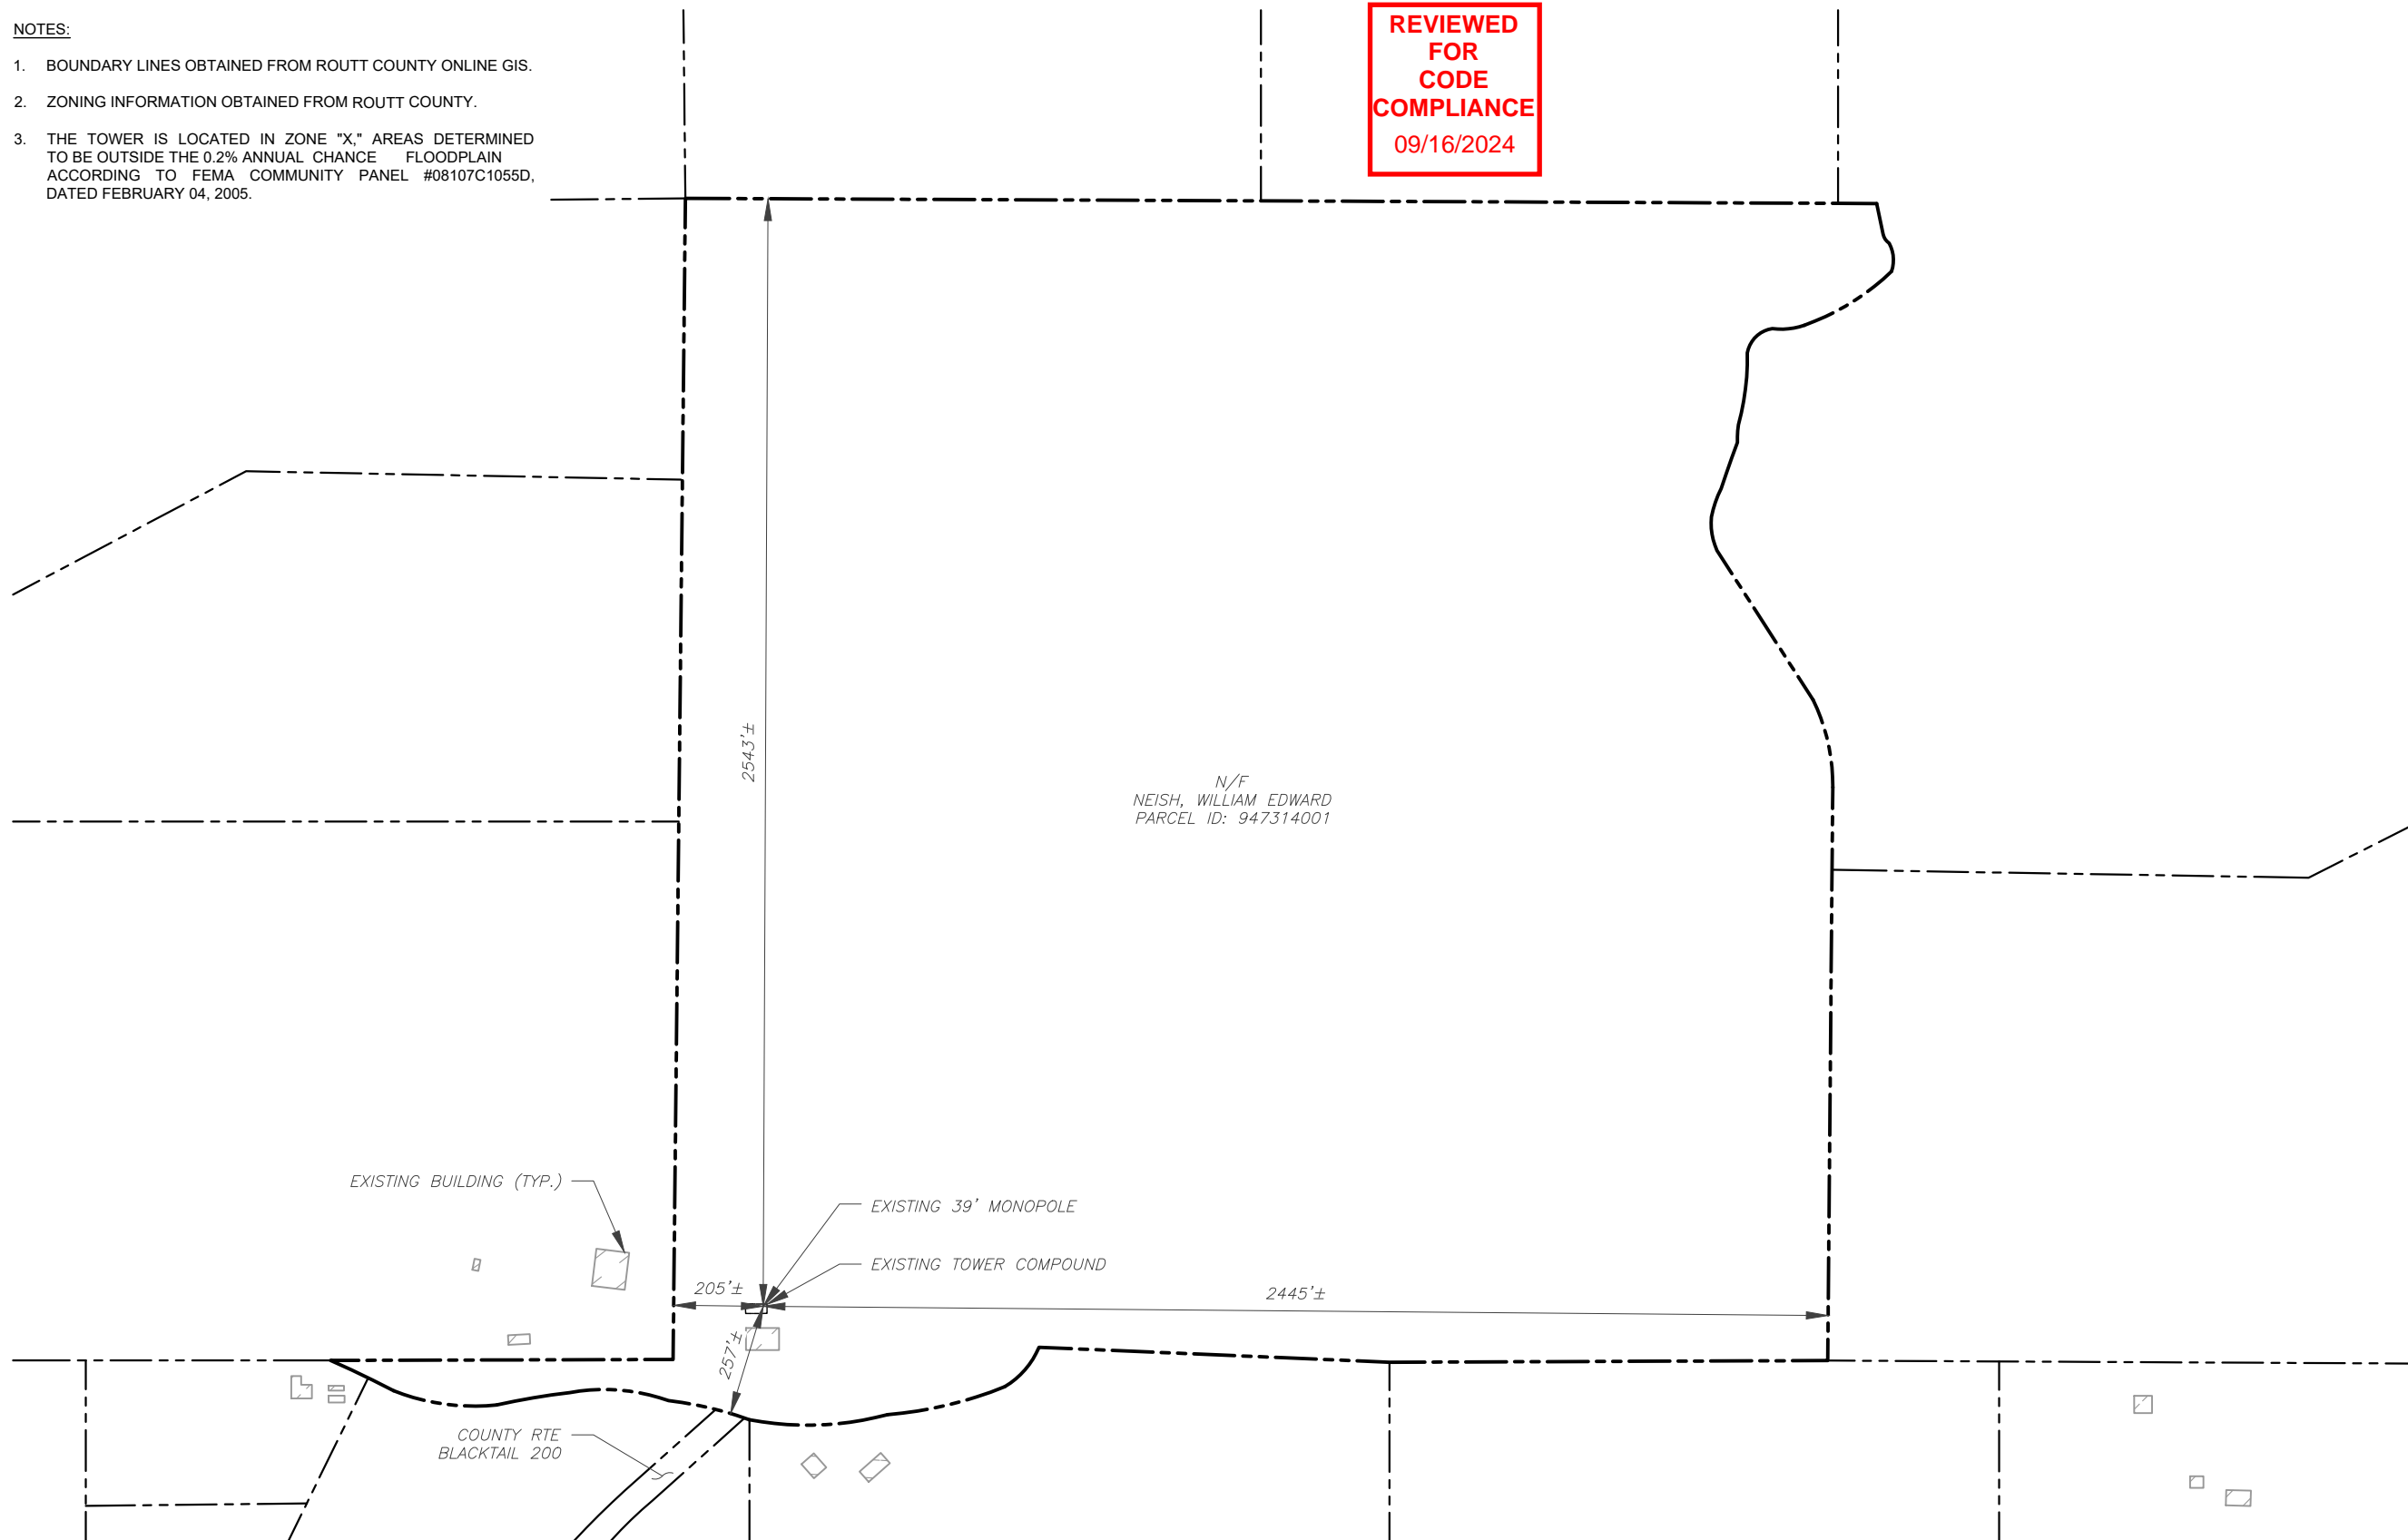 NOTES:
1. BOUNDARY LINES OBTAINED FROM ROUTT COUNTY ONLINE GIS.
2. ZONING INFORMATION OBTAINED FROM ROUTT COUNTY.
3. THE TOWER IS LOCATED IN ZONE "X," AREAS DETERMINED
TO BE OUTSIDE THE 0.2% ANNUAL CHANCE FLOODPLAIN
ACCORDING TO FEMA COMMUNITY PANEL #08107C1055D,
DATED FEBRUARY 04, 2005.
REVIEWED
FOR
CODE
COMPLIANCE
09/16/2024
2543'±
N/F
NEISH, WILLIAM EDWARD
PARCEL ID: 947314001
EXISTING BUILDING (TYP.)
EXISTING 39' MONOPOLE
EXISTING TOWER COMPOUND
205'±
2445'±
257'±
COUNTY RTE
BLACKTAIL 200